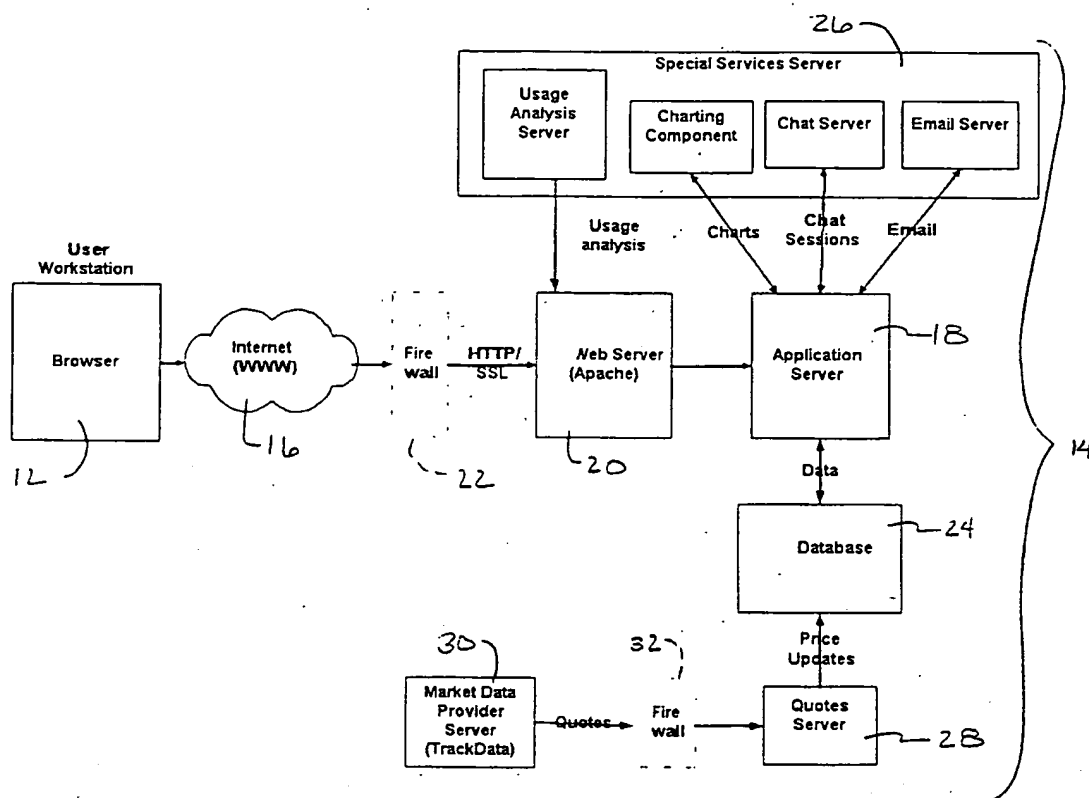 26
Special Services Server
Usage
Analysis
Server
Charting
Component
Chat Server
Email Server
Usage
analysis
Charts
Chat
Sessions
Email
User
Workstation
Browser
Internet
(WWW)
Fire
wall
HTTP/
SSL
Web Server
(Apache)
Application
Server
18
12
16
22
20
14
Data
Database
24
30
32
Price
Updates
Market Data
Provider
Server
(TrackData)
Quotes
Fire
wall
Quotes
Server
28